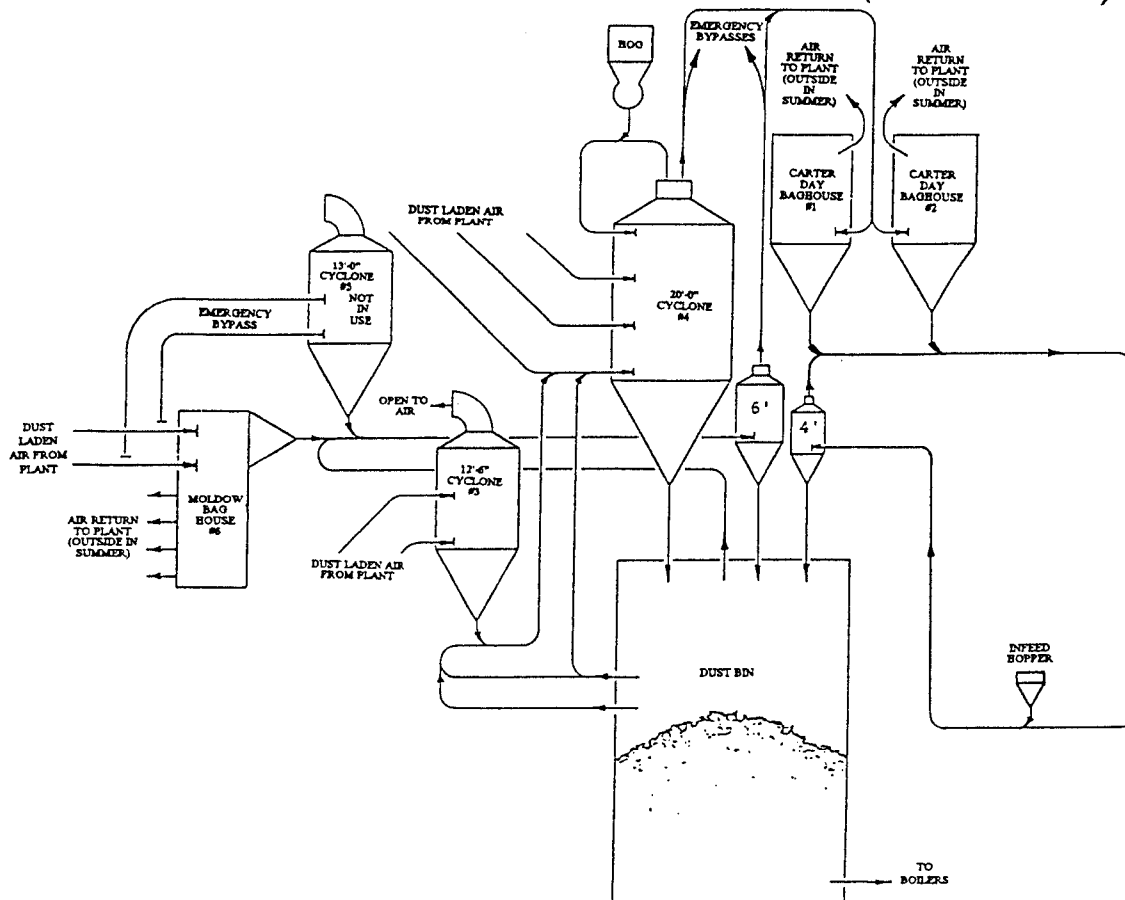 HOG
EMERGENCY
BYPASSES
AIR
RETURN
TO PLANT
(OUTSIDE
IN
SUMMER)
AIR
RETURN
TO PLANT
(OUTSIDE
IN
SUMMER)
CARTER
DAY
BAGHOUSE
#1
CARTER
DAY
BAGHOUSE
#2
DUST LADEN AIR
FROM PLANT
13'-0"
CYCLONE
#5
NOT
IN
USE
20'-0"
CYCLONE
#4
EMERGENCY
BYPASS
OPEN TO
AIR
6'
4'
DUST
LADEN
AIR FROM
PLANT
12'-6"
CYCLONE
#3
MOLDOW
BAG
HOUSE
#6
AIR RETURN
TO PLANT
(OUTSIDE IN
SUMMER)
DUST LADEN AIR
FROM PLANT
INFEED
HOPPER
DUST BIN
TO
BOILERS